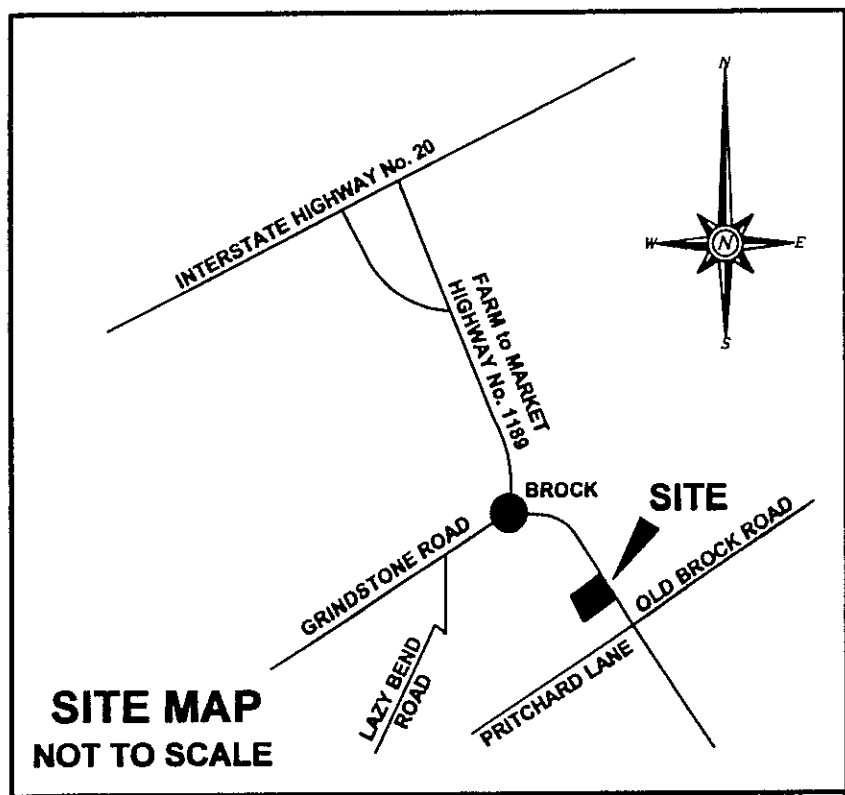 N
INTERSTATE HIGHWAY No. 20
W
N
E
S
FARM to MARKET
HIGHWAY No. 1189
BROCK
SITE
GRINDSTONE ROAD
OLD BROCK ROAD
LAZY BEND
ROAD
PRITCHARD LANE
SITE MAP
NOT TO SCALE